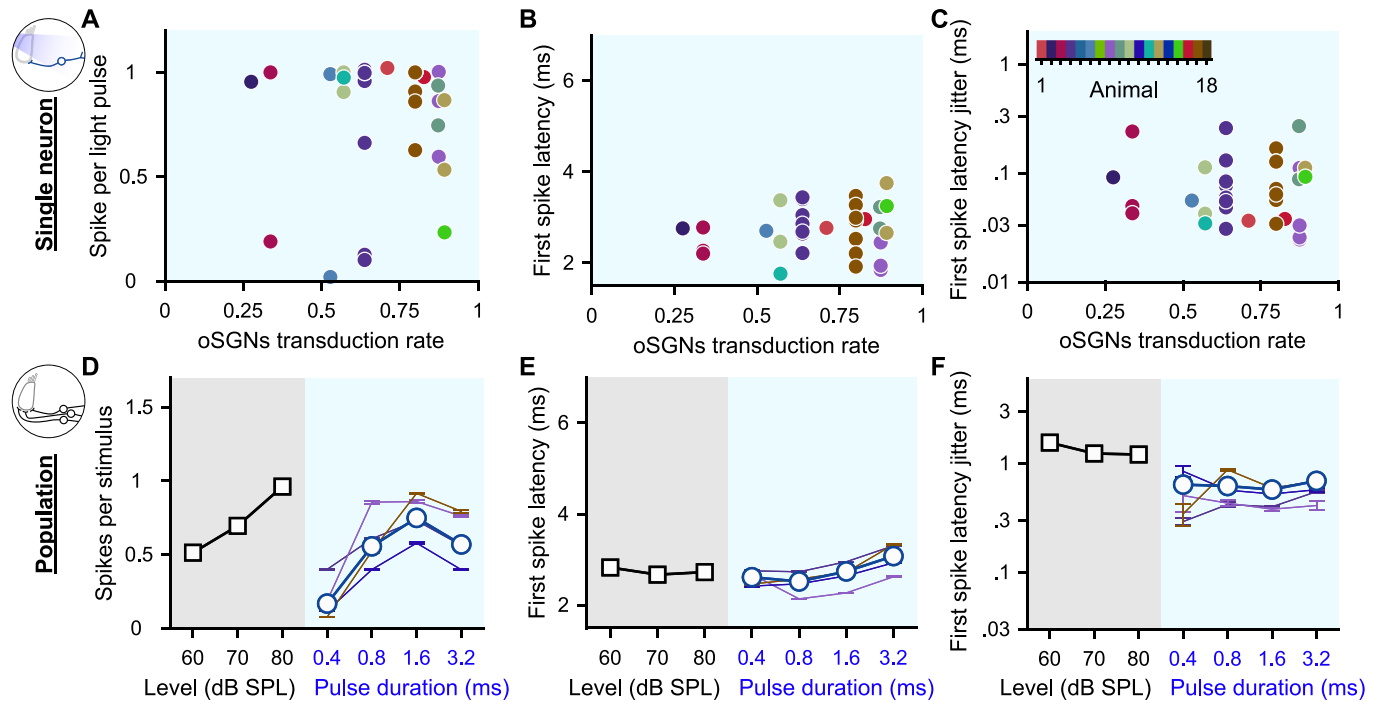 A
B
C
Single neuron
Spike per light pulse
1
0.5
0
0
0.25
0.5
0.75
1
oSGNs transduction rate
First spike latency (ms)
6
4
2
0
0.25
0.5
0.75
1
oSGNs transduction rate
First spike latency jitter (ms)
1
.3
.1
.03
.01
1
Animal
18
0
0.25
0.5
0.75
1
oSGNs transduction rate
D
E
F
Population
Spikes per stimulus
1.5
1
0.5
0
60 70 80
0.4 0.8 1.6 3.2
Level (dB SPL)
Pulse duration (ms)
First spike latency (ms)
6
4
2
60 70 80
0.4 0.8 1.6 3.2
Level (dB SPL)
Pulse duration (ms)
First spike latency jitter (ms)
3
1
.3
.1
.03
60 70 80
0.4 0.8 1.6 3.2
Level (dB SPL)
Pulse duration (ms)